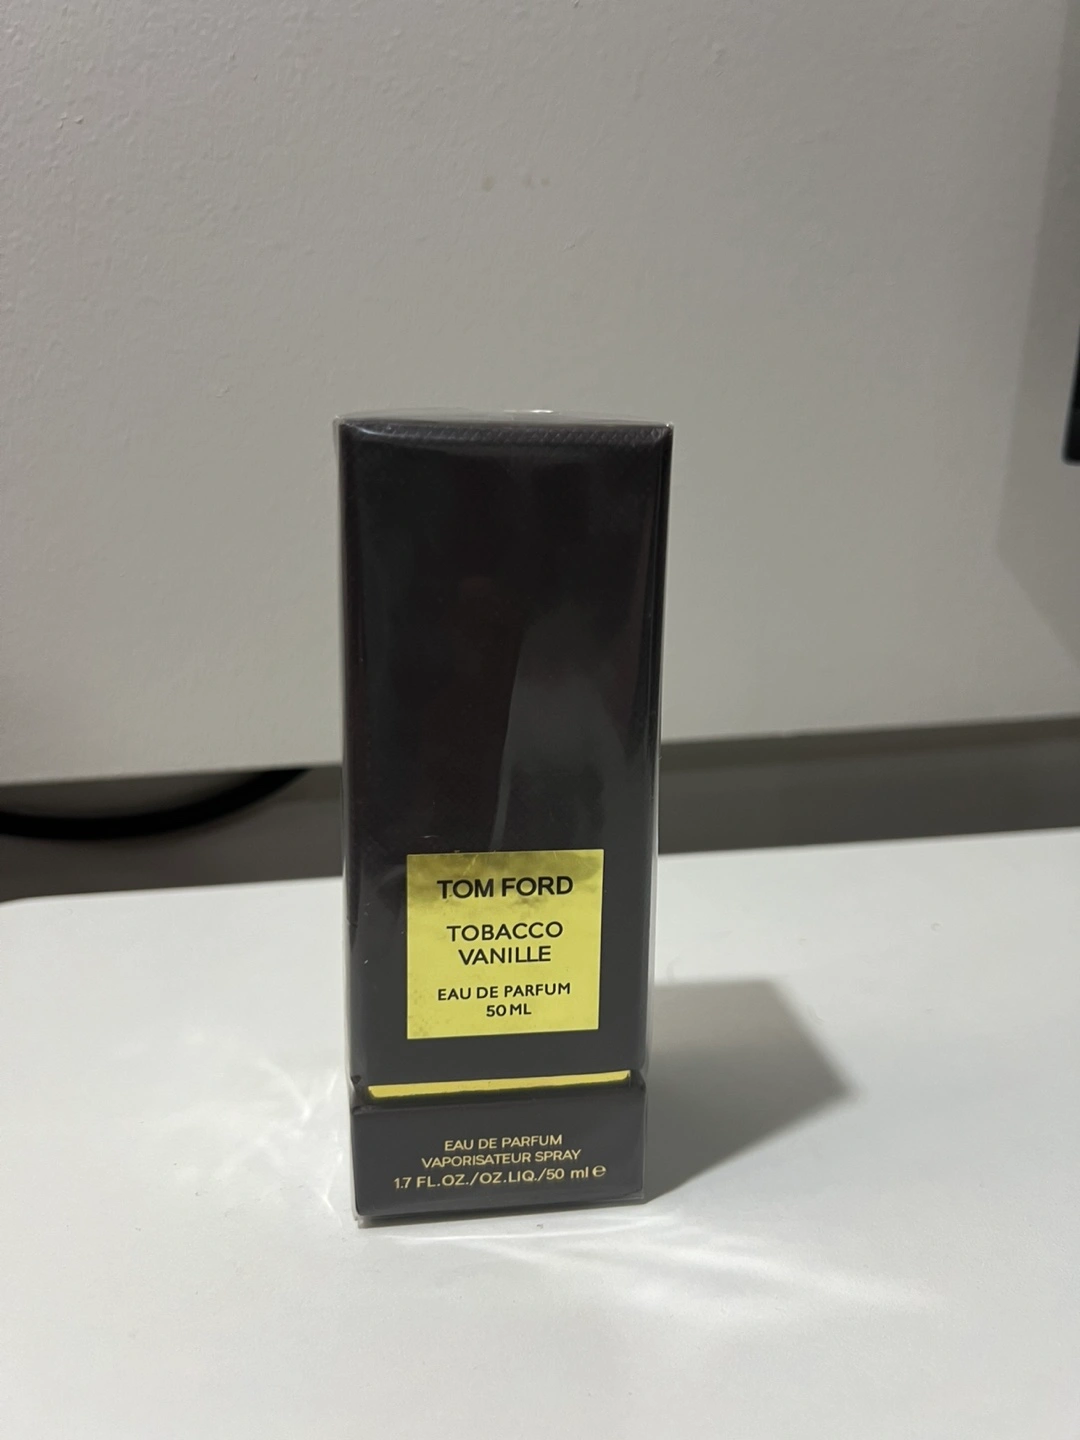 TOM FORD
TOBACCO
VANILLE
EAU DE PARFUM
50 ML
EAU DE PARFUM
VAPORISATEUR SPRAY
1.7 FL.OZ./OZ.LIQ./50 ml ℮